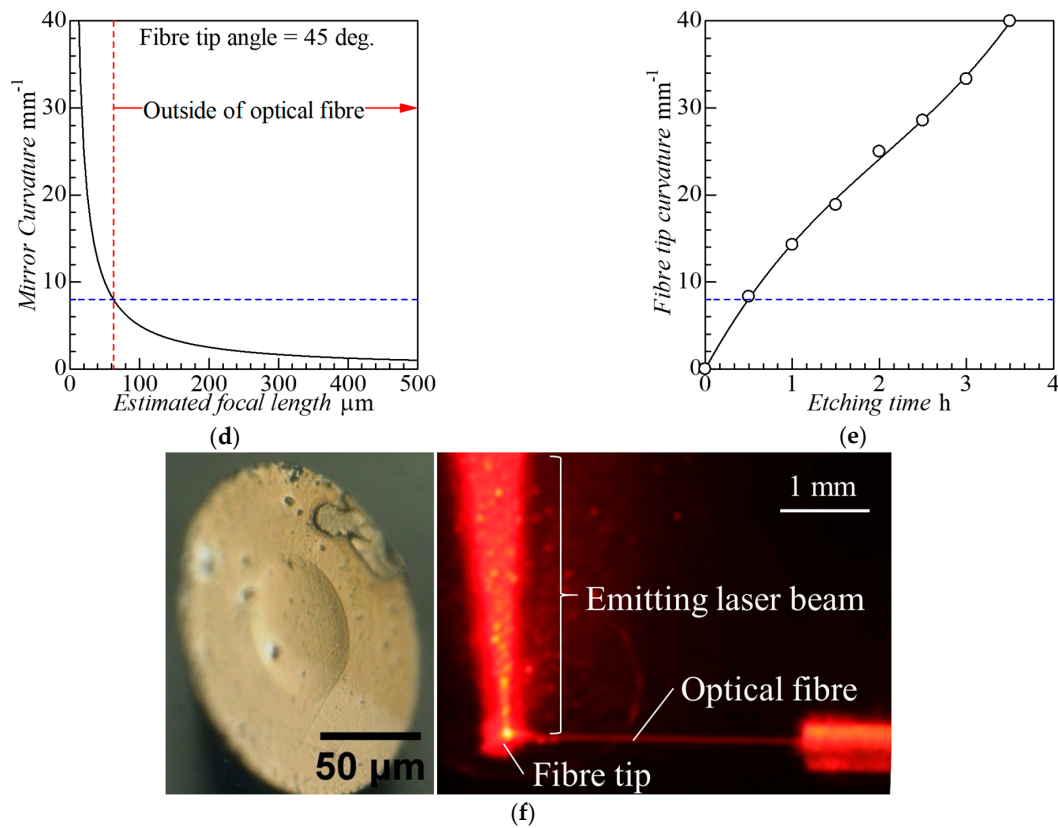 40
30
20
10
0
Mirror Curvature mm⁻¹
Fibre tip angle = 45 deg.
Outside of optical fibre
0 100 200 300 400 500
Estimated focal length μm
(d)
40
30
20
10
0
Fibre tip curvature mm⁻¹
0 1 2 3 4
Etching time h
(e)
50 μm
1 mm
Emitting laser beam
Optical fibre
Fibre tip
(f)